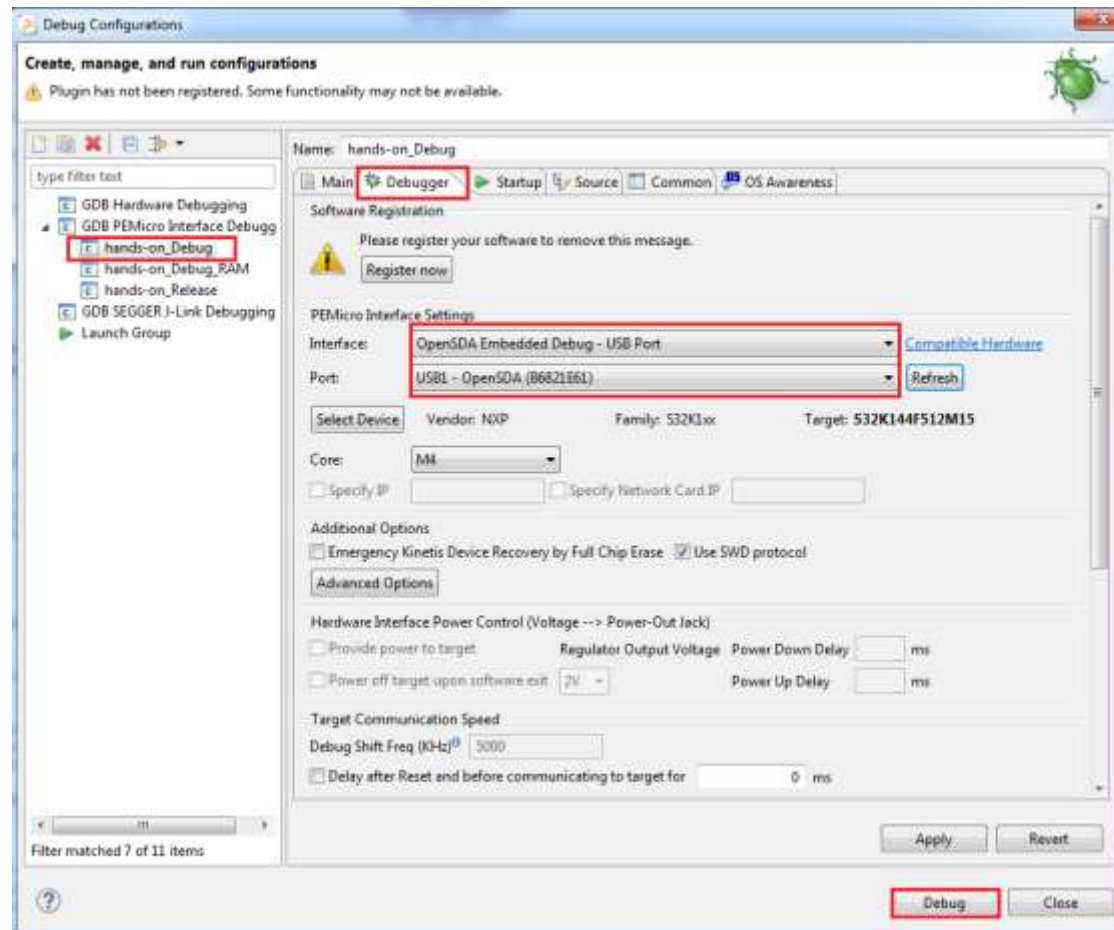 Debug Configurations
Create, manage, and run configurations
Plugin has not been registered. Some functionality may not be available.
type filter text
GDB Hardware Debugging
GDB PEMicro Interface Debugg
hands-on_Debug
hands-on_Debug_RAM
hands-on_Release
GDB SEGGER J-Link Debugging
Launch Group
Filter matched 7 of 11 items
Name: hands-on_Debug
Main Debugger Startup Source Common OS Awareness
Software Registration
Please register your software to remove this message.
Register now
PEMicro Interface Settings
Interface: OpenSDA Embedded Debug - USB Port Compatible Hardware
Port: USB1 - OpenSDA (B6821E61) Refresh
Select Device Vendor: NXP Family: S32K1xx Target: S32K144F512M15
Core: M4
Specify IP Specify Network Card IP
Additional Options
Emergency Kinetis Device Recovery by Full Chip Erase Use SWD protocol
Advanced Options
Hardware Interface Power Control (Voltage --> Power-Out Jack)
Provide power to target Regulator Output Voltage Power Down Delay ms
Power off target upon software exit 2V Power Up Delay ms
Target Communication Speed
Debug Shift Freq (KHz) 5000
Delay after Reset and before communicating to target for 0 ms
Apply Revert
Debug Close